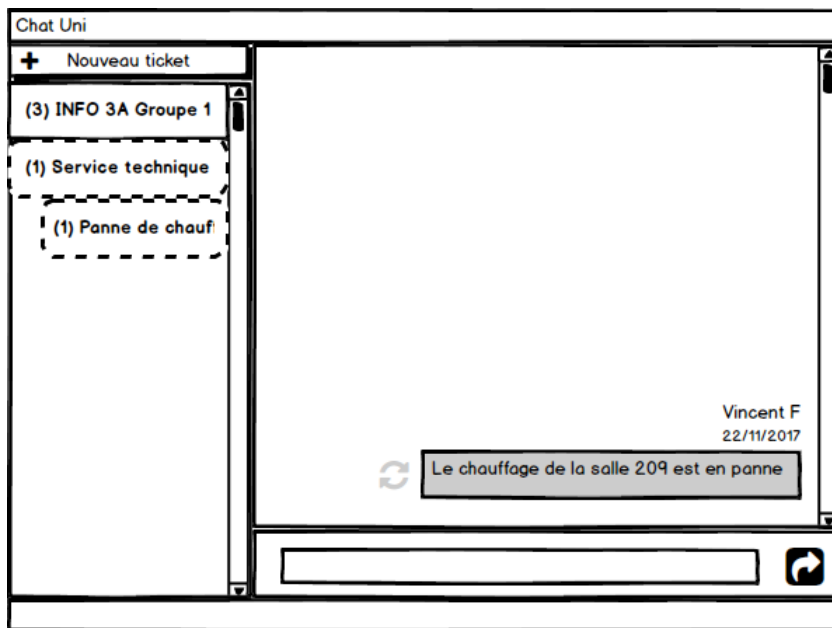 Chat Uni
+ Nouveau ticket
(3) INFO 3A Groupe 1
(1) Service technique
(1) Panne de chauf
Vincent F
22/11/2017
Le chauffage de la salle 209 est en panne